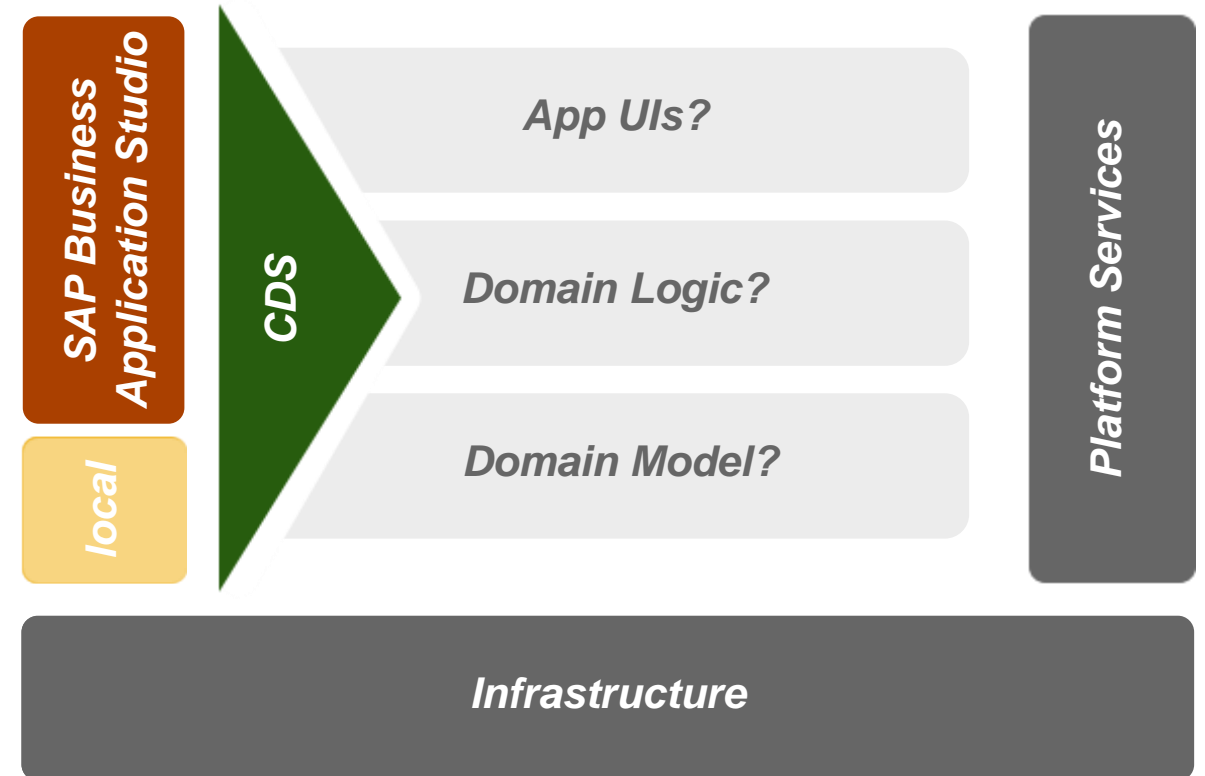 SAP Business
Application Studio
local
CDS
App UIs?
Domain Logic?
Domain Model?
Platform Services
Infrastructure